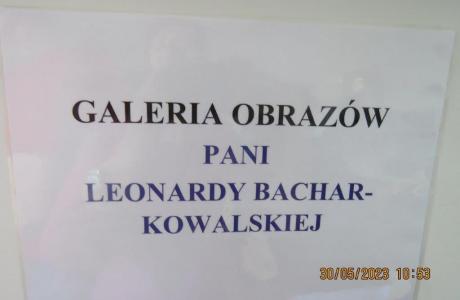 GALERIA OBRAZÓW
PANI
LEONARDY BACHAR-
KOWALSKIEJ
30/05/2023 10:53